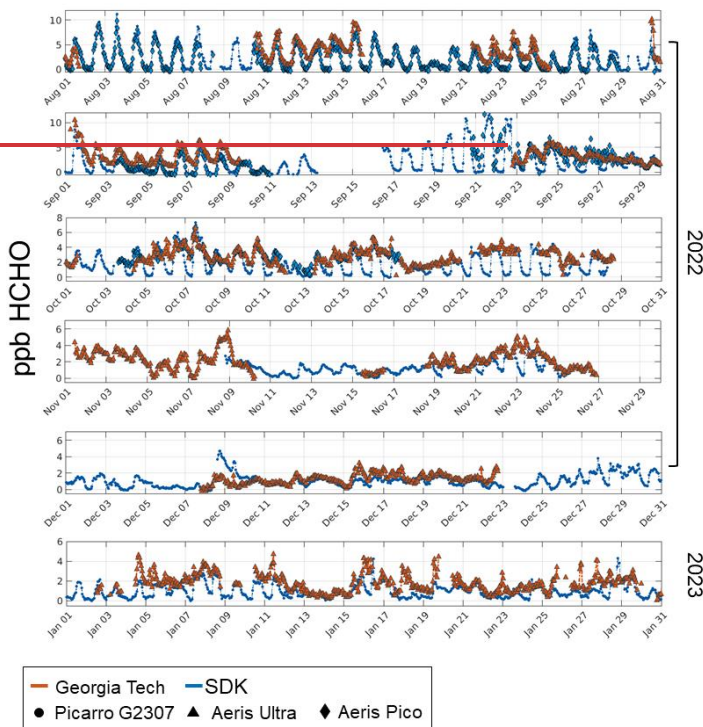 10
5
0
Aug 01 Aug 03 Aug 05 Aug 07 Aug 09 Aug 11 Aug 13 Aug 15 Aug 17 Aug 19 Aug 21 Aug 23 Aug 25 Aug 27 Aug 29 Aug 31
10
5
0
Sep 01 Sep 03 Sep 05 Sep 07 Sep 09 Sep 11 Sep 13 Sep 15 Sep 17 Sep 19 Sep 21 Sep 23 Sep 25 Sep 27 Sep 29
ppb HCHO
2022
8
6
4
2
0
Oct 01 Oct 03 Oct 05 Oct 07 Oct 09 Oct 11 Oct 13 Oct 15 Oct 17 Oct 19 Oct 21 Oct 23 Oct 25 Oct 27 Oct 29 Oct 31
6
4
2
0
Nov 01 Nov 03 Nov 05 Nov 07 Nov 09 Nov 11 Nov 13 Nov 15 Nov 17 Nov 19 Nov 21 Nov 23 Nov 25 Nov 27 Nov 29
6
4
2
0
Dec 01 Dec 03 Dec 05 Dec 07 Dec 09 Dec 11 Dec 13 Dec 15 Dec 17 Dec 19 Dec 21 Dec 23 Dec 25 Dec 27 Dec 29 Dec 31
2023
6
4
2
0
Jan 01 Jan 03 Jan 05 Jan 07 Jan 09 Jan 11 Jan 13 Jan 15 Jan 17 Jan 19 Jan 21 Jan 23 Jan 25 Jan 27 Jan 29 Jan 31
Georgia Tech SDK
Picarro G2307 Aeris Ultra Aeris Pico